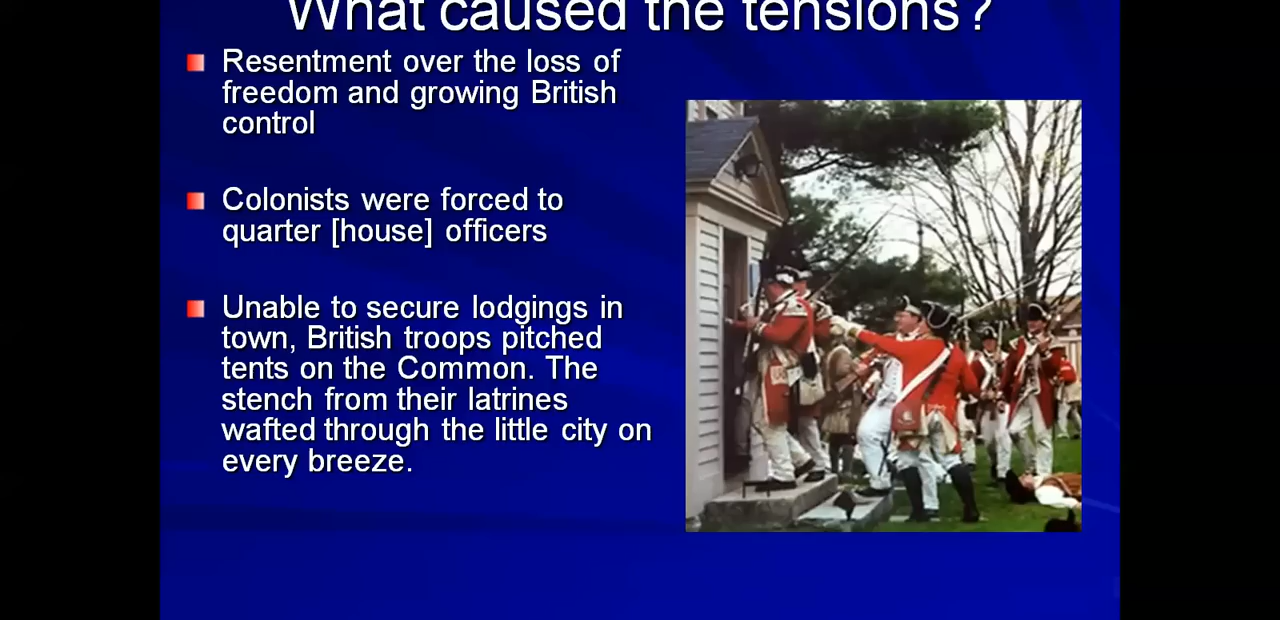 What caused the tensions?
Resentment over the loss of
freedom and growing British
control
Colonists were forced to
quarter [house] officers
Unable to secure lodgings in
town, British troops pitched
tents on the Common. The
stench from their latrines
wafted through the little city on
every breeze.